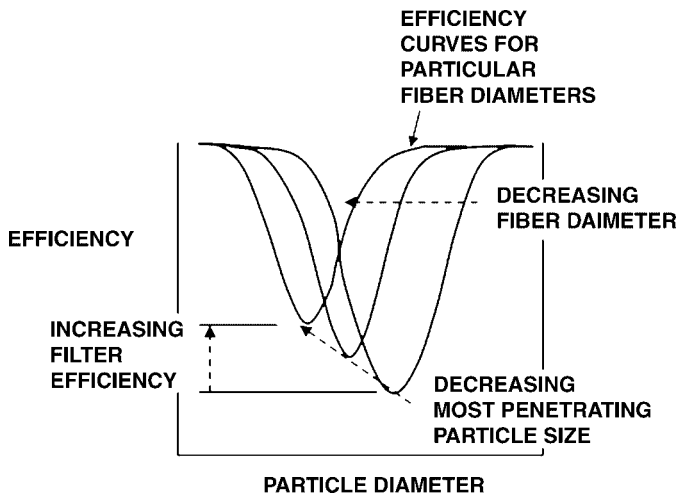 EFFICIENCY
CURVES FOR
PARTICULAR
FIBER DIAMETERS
DECREASING
FIBER DAIMETER
EFFICIENCY
INCREASING
FILTER
EFFICIENCY
DECREASING
MOST PENETRATING
PARTICLE SIZE
PARTICLE DIAMETER